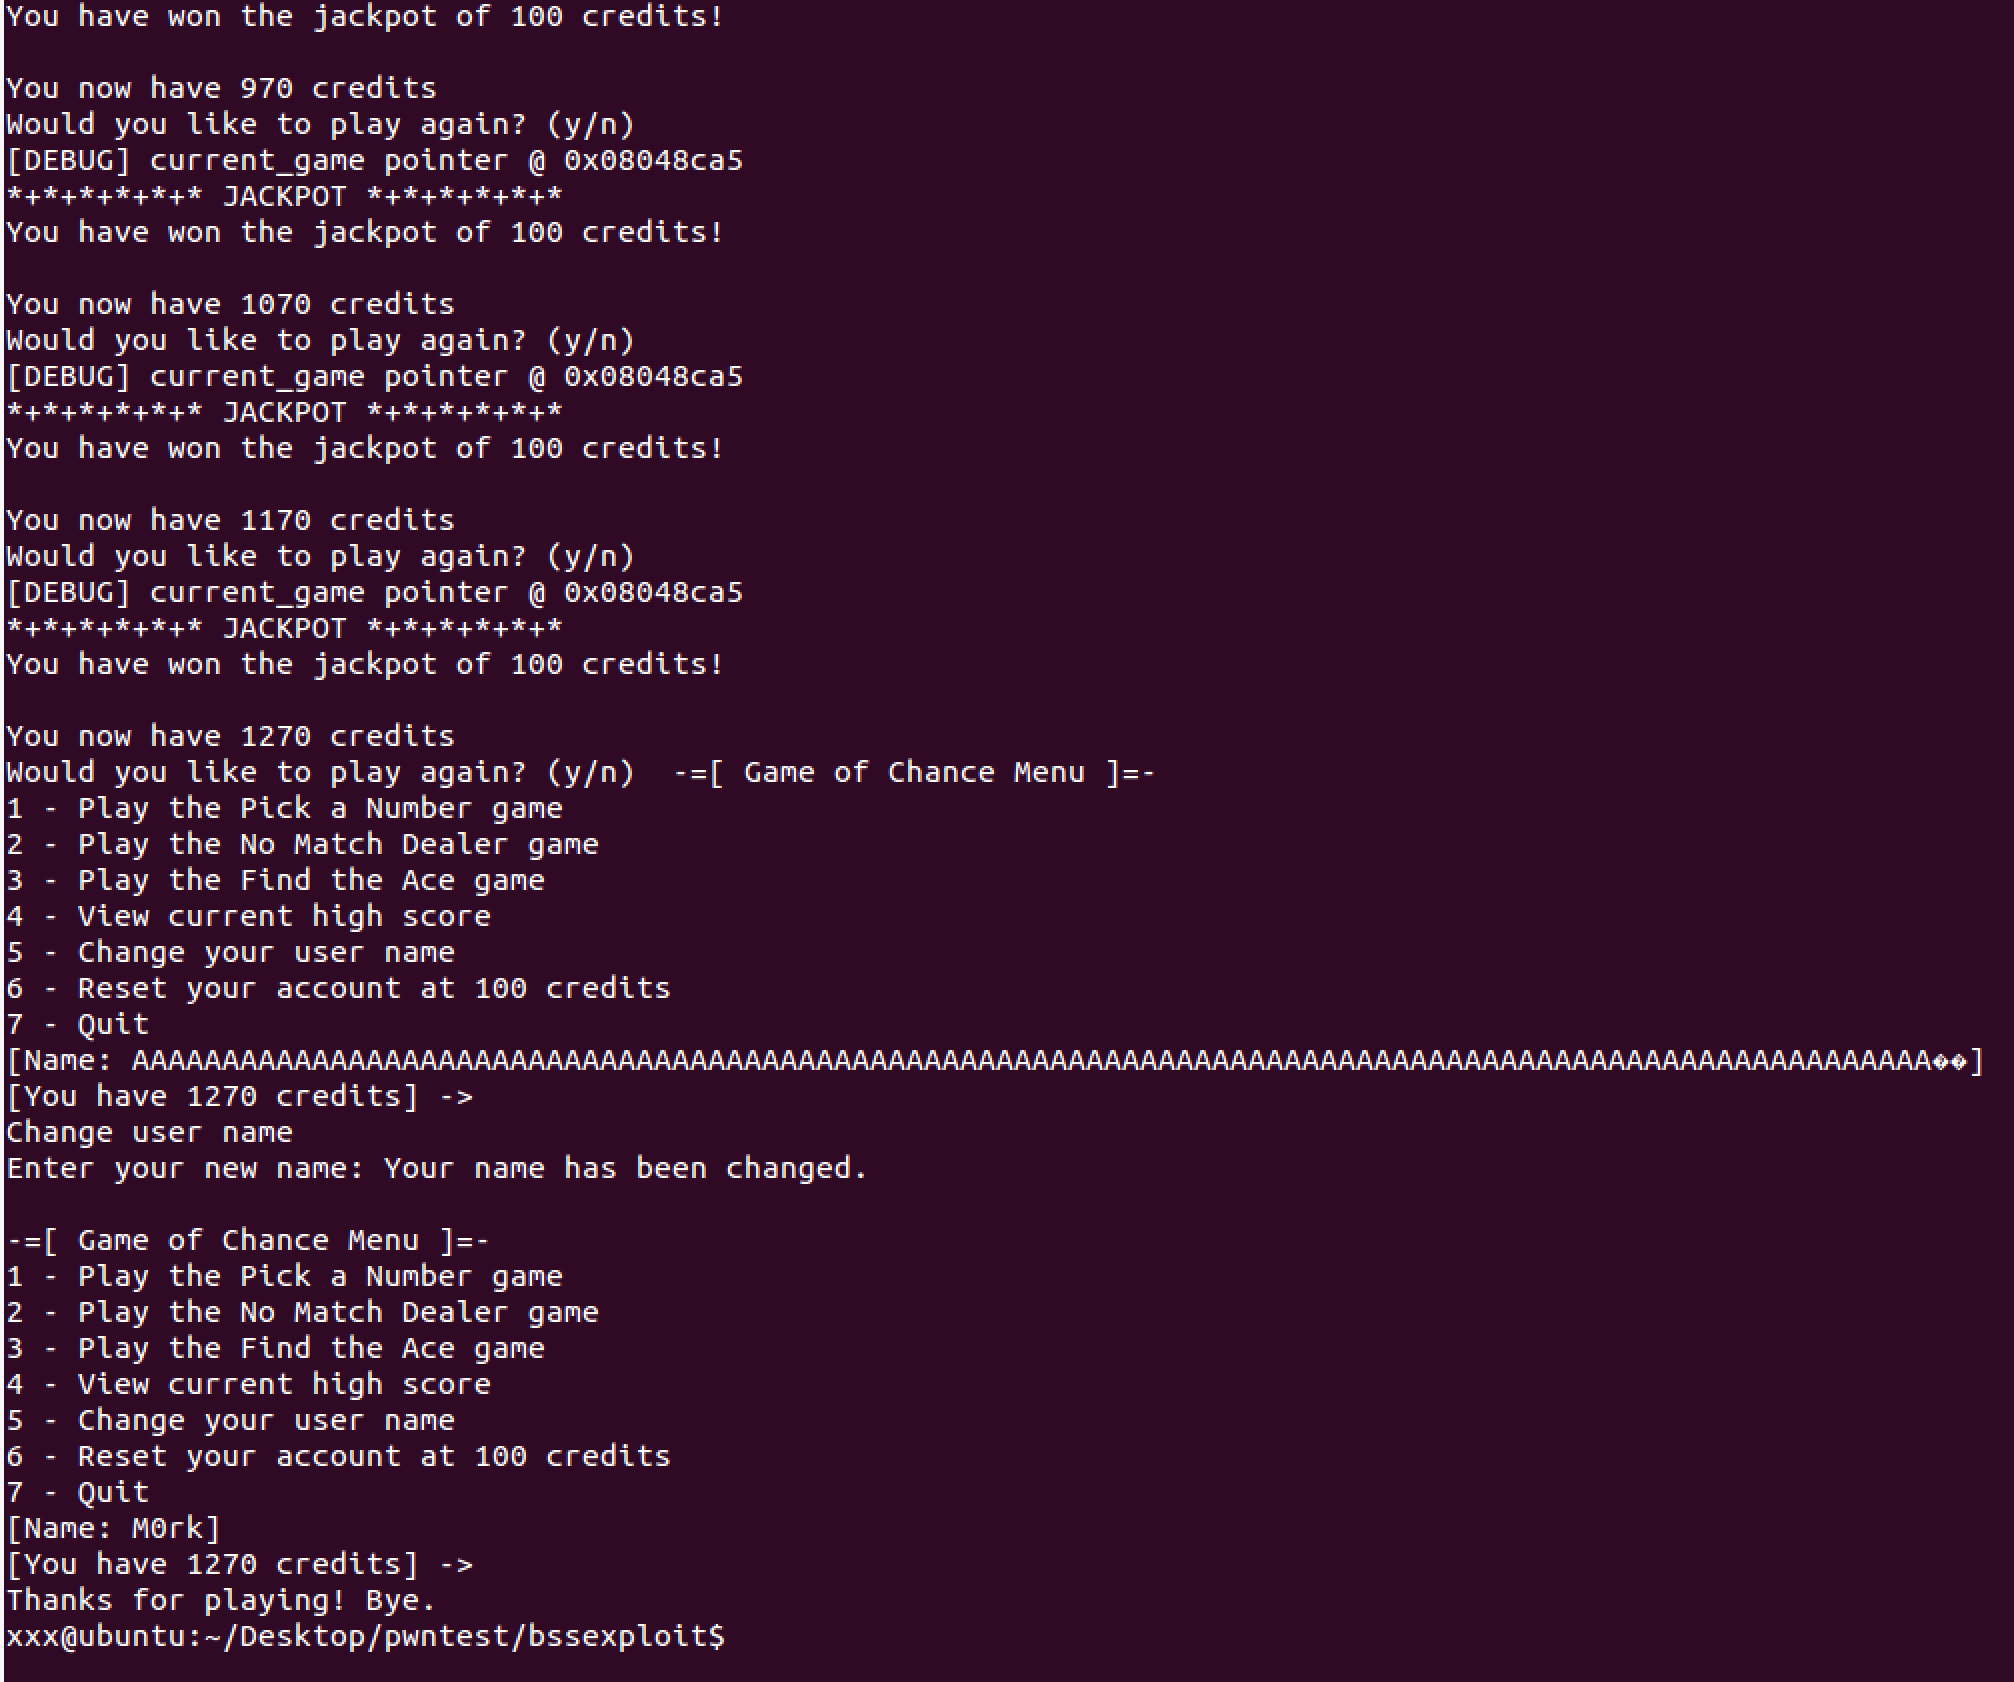 You have won the jackpot of 100 credits!
You now have 970 credits
Would you like to play again? (y/n)
[DEBUG] current_game pointer @ 0x08048ca5
*+*+*+*+*+* JACKPOT *+*+*+*+*+*
You have won the jackpot of 100 credits!
You now have 1070 credits
Would you like to play again? (y/n)
[DEBUG] current_game pointer @ 0x08048ca5
*+*+*+*+*+* JACKPOT *+*+*+*+*+*
You have won the jackpot of 100 credits!
You now have 1170 credits
Would you like to play again? (y/n)
[DEBUG] current_game pointer @ 0x08048ca5
*+*+*+*+*+* JACKPOT *+*+*+*+*+*
You have won the jackpot of 100 credits!
You now have 1270 credits
Would you like to play again? (y/n)  -=[ Game of Chance Menu ]=-
1 - Play the Pick a Number game
2 - Play the No Match Dealer game
3 - Play the Find the Ace game
4 - View current high score
5 - Change your user name
6 - Reset your account at 100 credits
7 - Quit
[Name: AAAAAAAAAAAAAAAAAAAAAAAAAAAAAAAAAAAAAAAAAAAAAAAAAAAAAAAAAAAAAAAAAAAAAAAAAAAAAAAAAAAAAAAAAAAAAAAAAAAA��]
[You have 1270 credits] ->
Change user name
Enter your new name: Your name has been changed.
-=[ Game of Chance Menu ]=-
1 - Play the Pick a Number game
2 - Play the No Match Dealer game
3 - Play the Find the Ace game
4 - View current high score
5 - Change your user name
6 - Reset your account at 100 credits
7 - Quit
[Name: M0rk]
[You have 1270 credits] ->
Thanks for playing! Bye.
xxx@ubuntu:~/Desktop/pwntest/bssexploit$